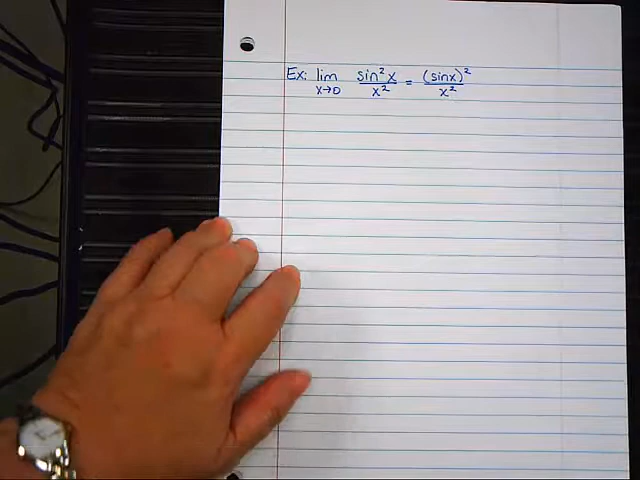 Ex: lim x→0 sin²x/x² = (sinx)²/x²